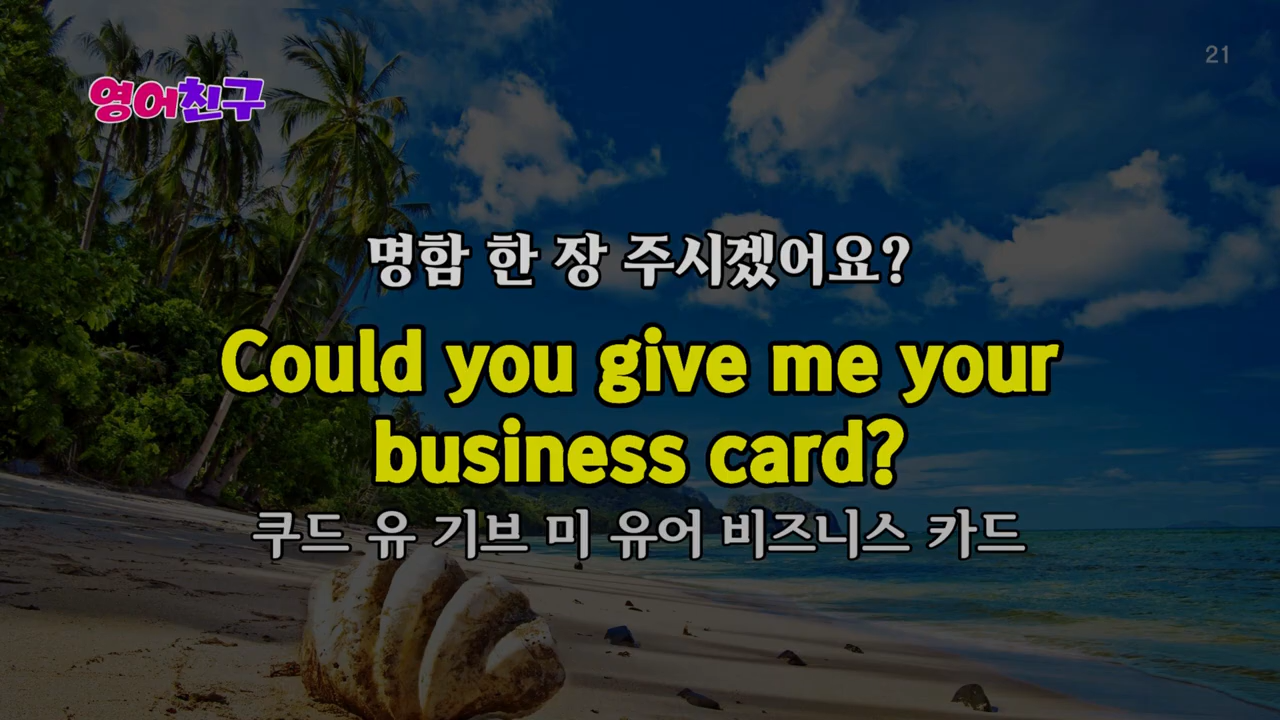 영어친구
21
명함 한 장 주시겠어요?
Could you give me your
business card?
쿠드 유 기브 미 유어 비즈니스 카드